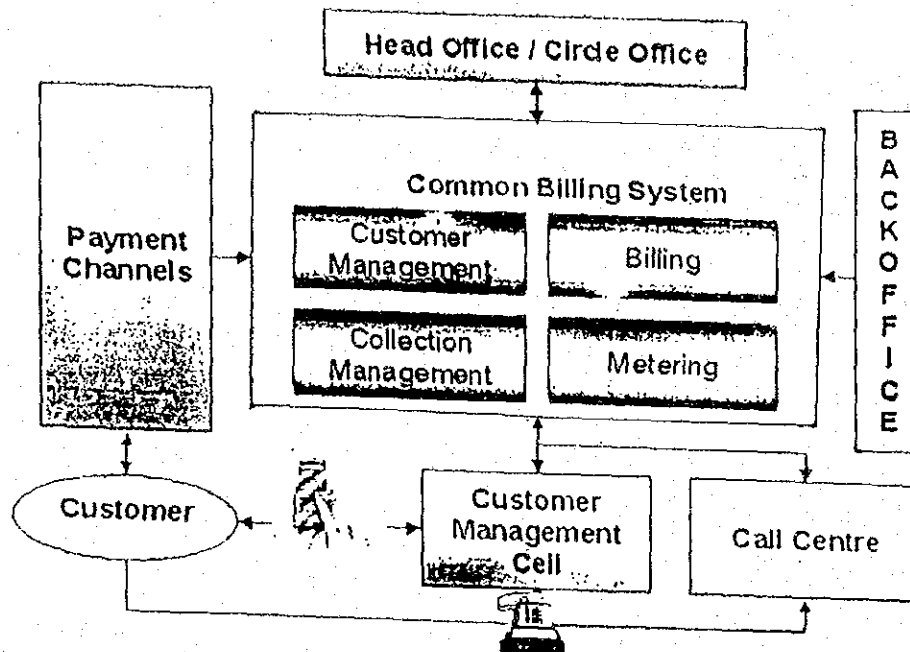 Head Office / Circle Office
Payment
Channels
Common Billing System
Customer
Management
Billing
Collection
Management
Metering
BACKOFFICE
Customer
Customer
Management
Cell
Call Centre